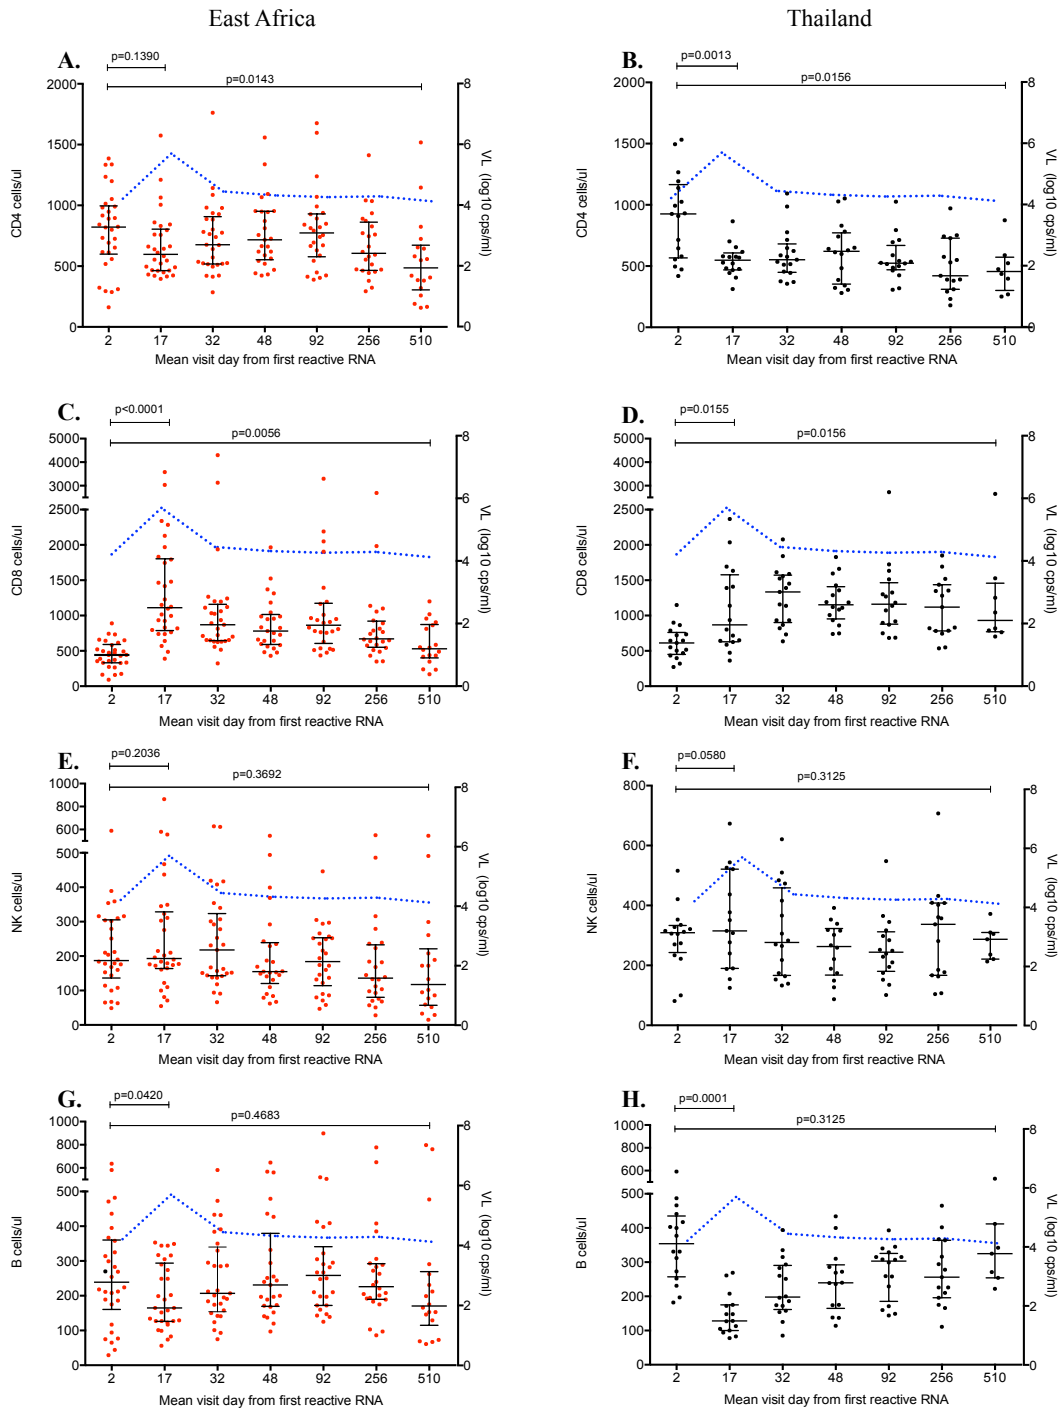 East Africa
Thailand
A.
p=0.1390
p=0.0143
2000
1500
1000
500
0
CD4 cells/ul
8
6
4
2
0
VL (log10 cps/ml)
2 17 32 48 92 256 510
Mean visit day from first reactive RNA
B.
p=0.0013
p=0.0156
2000
1500
1000
500
0
CD4 cells/ul
8
6
4
2
0
VL (log10 cps/ml)
2 17 32 48 92 256 510
Mean visit day from first reactive RNA
C.
p<0.0001
p=0.0056
5000
4000
3000
2500
2000
1500
1000
500
0
CD8 cells/ul
8
6
4
2
0
VL (log10 cps/ml)
2 17 32 48 92 256 510
Mean visit day from first reactive RNA
D.
p=0.0155
p=0.0156
5000
4000
3000
2500
2000
1500
1000
500
0
CD8 cells/ul
8
6
4
2
0
VL (log10 cps/ml)
2 17 32 48 92 256 510
Mean visit day from first reactive RNA
E.
p=0.2036
p=0.3692
1000
800
600
500
400
300
200
100
0
NK cells/ul
8
6
4
2
0
VL (log10 cps/ml)
2 17 32 48 92 256 510
Mean visit day from first reactive RNA
F.
p=0.0580
p=0.3125
800
600
400
200
0
NK cells/ul
8
6
4
2
0
VL (log10 cps/ml)
2 17 32 48 92 256 510
Mean visit day from first reactive RNA
G.
p=0.0420
p=0.4683
1000
800
600
500
400
300
200
100
0
B cells/ul
8
6
4
2
0
VL (log10 cps/ml)
2 17 32 48 92 256 510
Mean visit day from first reactive RNA
H.
p=0.0001
p=0.3125
1000
800
600
500
400
300
200
100
0
B cells/ul
8
6
4
2
0
VL (log10 cps/ml)
2 17 32 48 92 256 510
Mean visit day from first reactive RNA